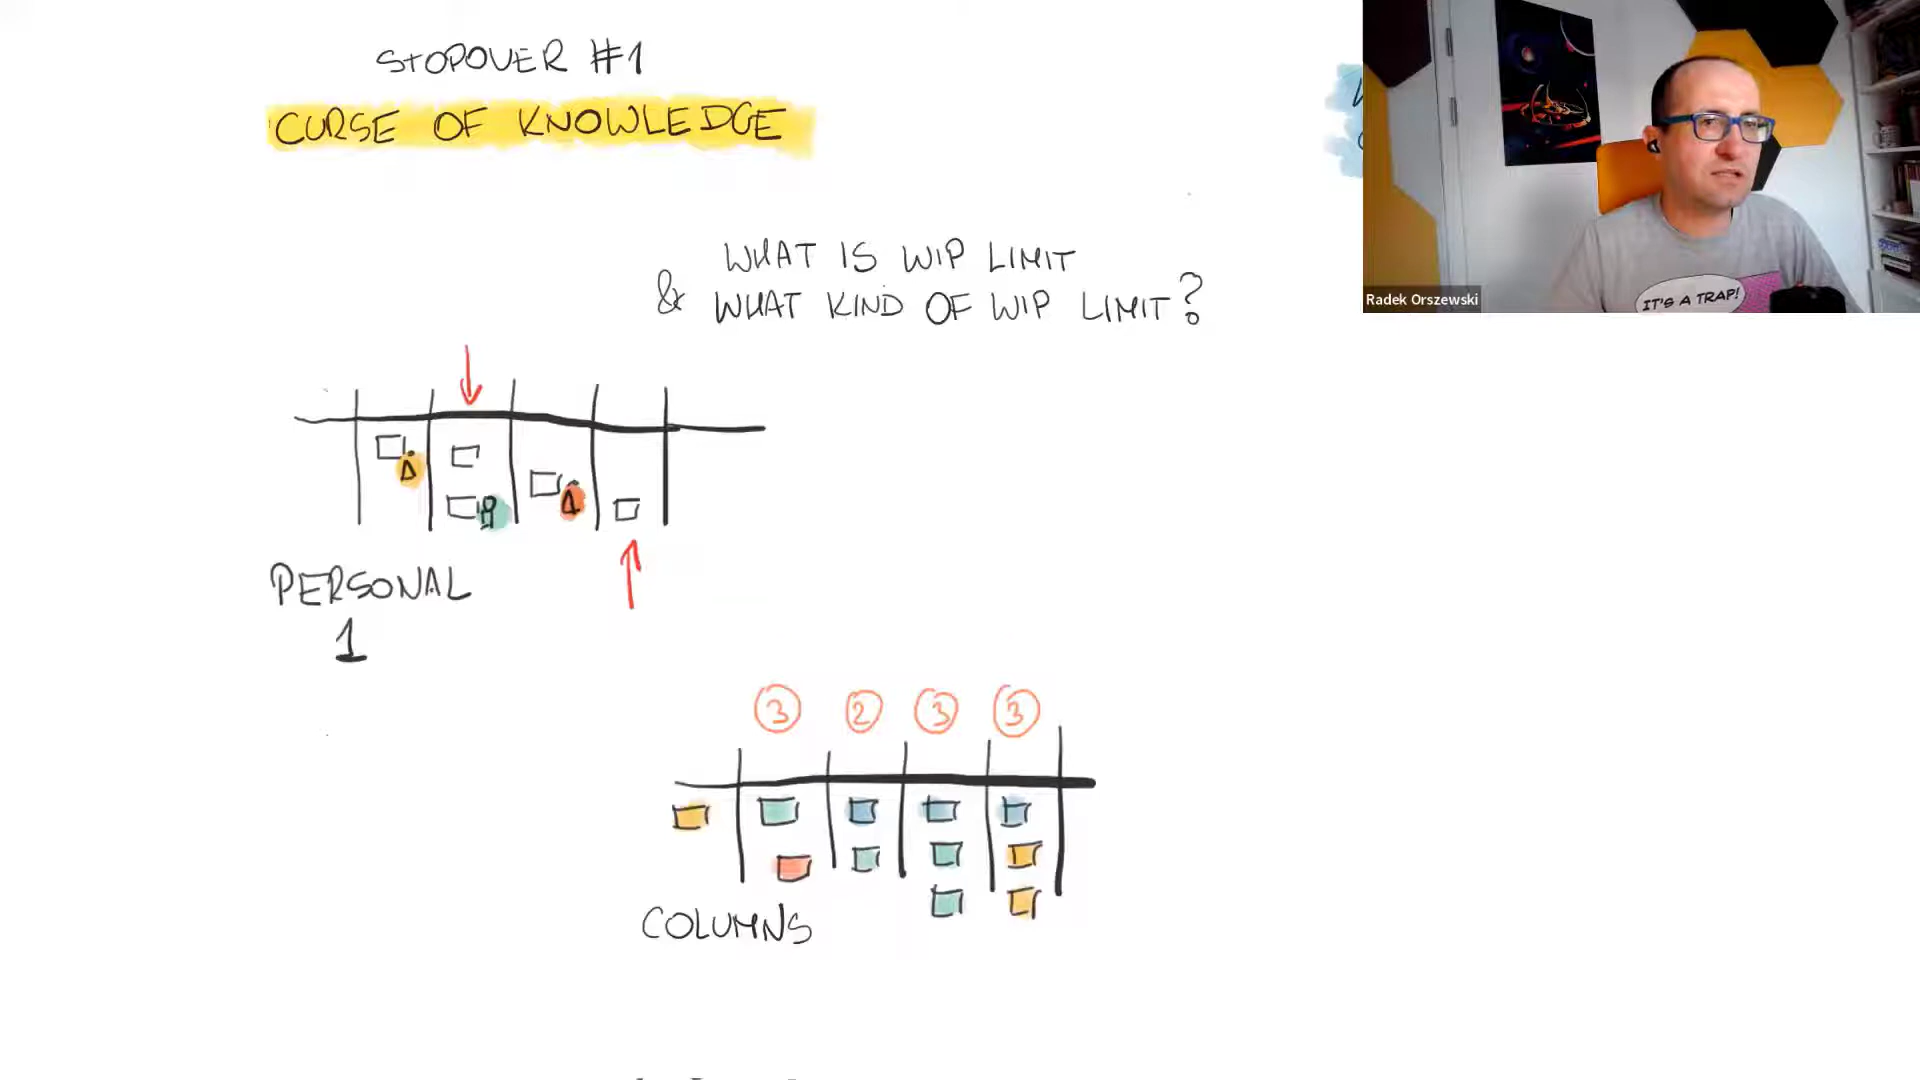 STOPOVER #1
CURSE OF KNOWLEDGE
WHAT IS WIP LIMIT
& WHAT KIND OF WIP LIMIT?
Radek Orszewski
IT'S A TRAP!
PERSONAL
1
3 2 3 3
COLUMNS